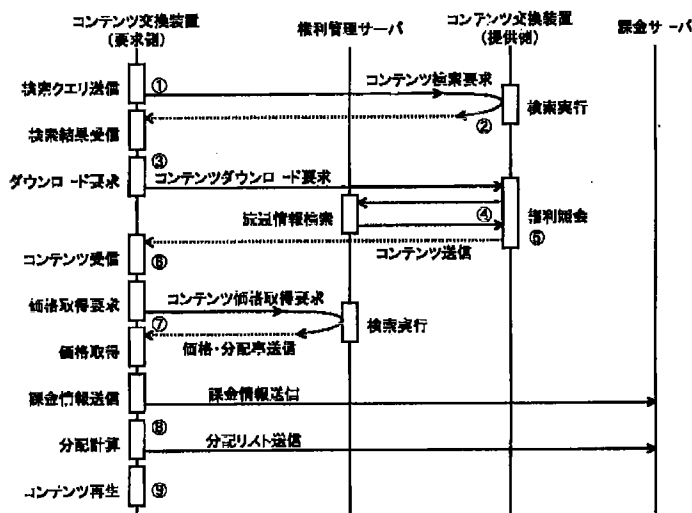 コンテンツ交換装置
(要求側)
権利管理サーバ
コンテンツ交換装置
(提供側)
課金サーバ
検索クエリ送信
①
コンテンツ検索要求
検索実行
②
検索結果受信
③
ダウンロード要求
コンテンツダウンロード要求
流通情報検索
④
権利照会
⑤
コンテンツ送信
コンテンツ受信
⑥
価格取得要求
コンテンツ価格取得要求
⑦
検索実行
価格・分配率送信
価格取得
課金情報送信
課金情報送信
⑧
分配計算
分配リスト送信
コンテンツ再生
⑨